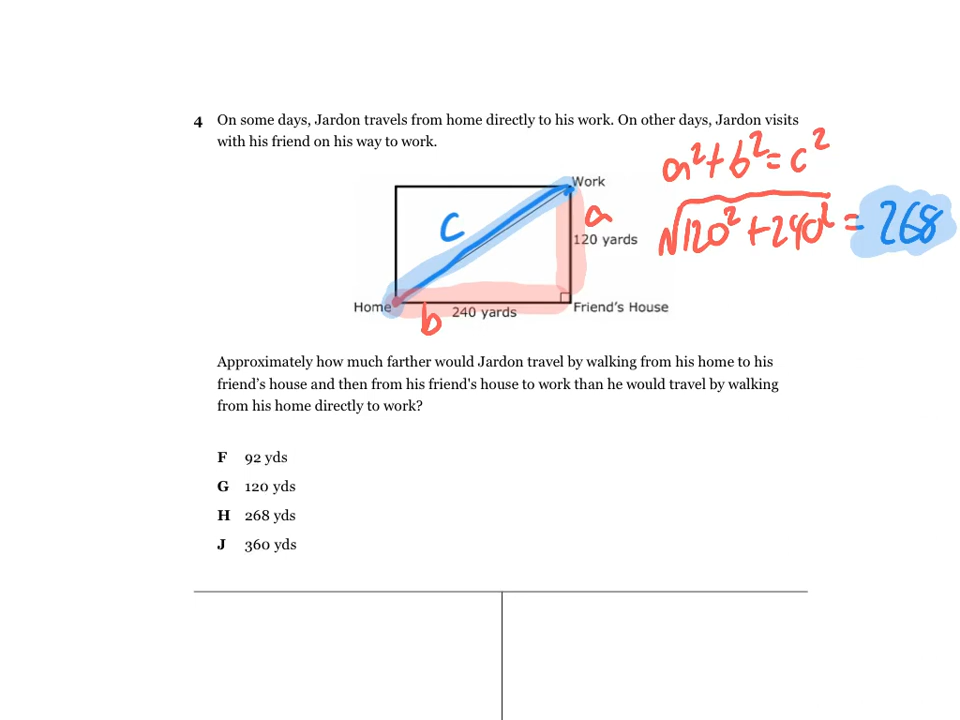 4 On some days, Jardon travels from home directly to his work. On other days, Jardon visits
with his friend on his way to work.
a²+b²=c²
Work
√120²+240² = 268
c
a
120 yards
Home
b
240 yards
Friend's House
Approximately how much farther would Jardon travel by walking from his home to his
friend's house and then from his friend's house to work than he would travel by walking
from his home directly to work?
F 92 yds
G 120 yds
H 268 yds
J 360 yds